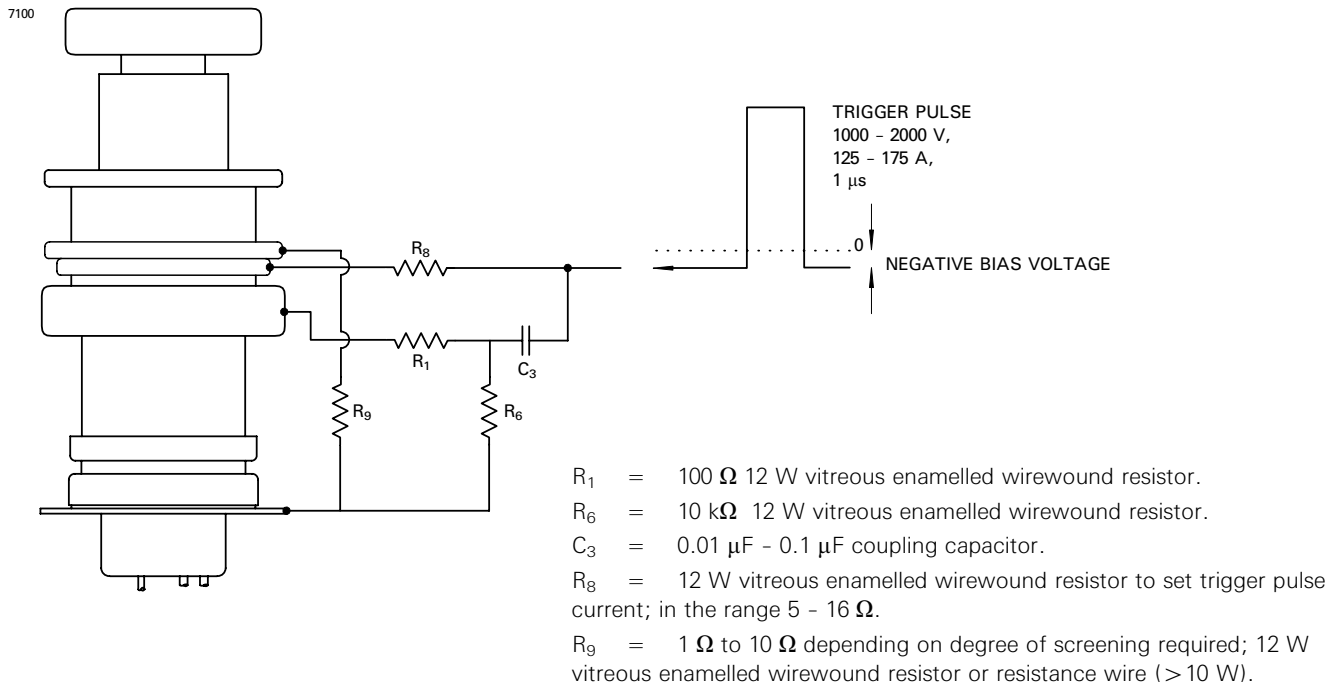 7100
TRIGGER PULSE
1000 – 2000 V,
125 – 175 A,
1 μs
0
NEGATIVE BIAS VOLTAGE
R8
R1
C3
R9
R6
R1 = 100 Ω 12 W vitreous enamelled wirewound resistor.
R6 = 10 kΩ 12 W vitreous enamelled wirewound resistor.
C3 = 0.01 μF – 0.1 μF coupling capacitor.
R8 = 12 W vitreous enamelled wirewound resistor to set trigger pulse
current; in the range 5 – 16 Ω.
R9 = 1 Ω to 10 Ω depending on degree of screening required; 12 W
vitreous enamelled wirewound resistor or resistance wire (>10 W).